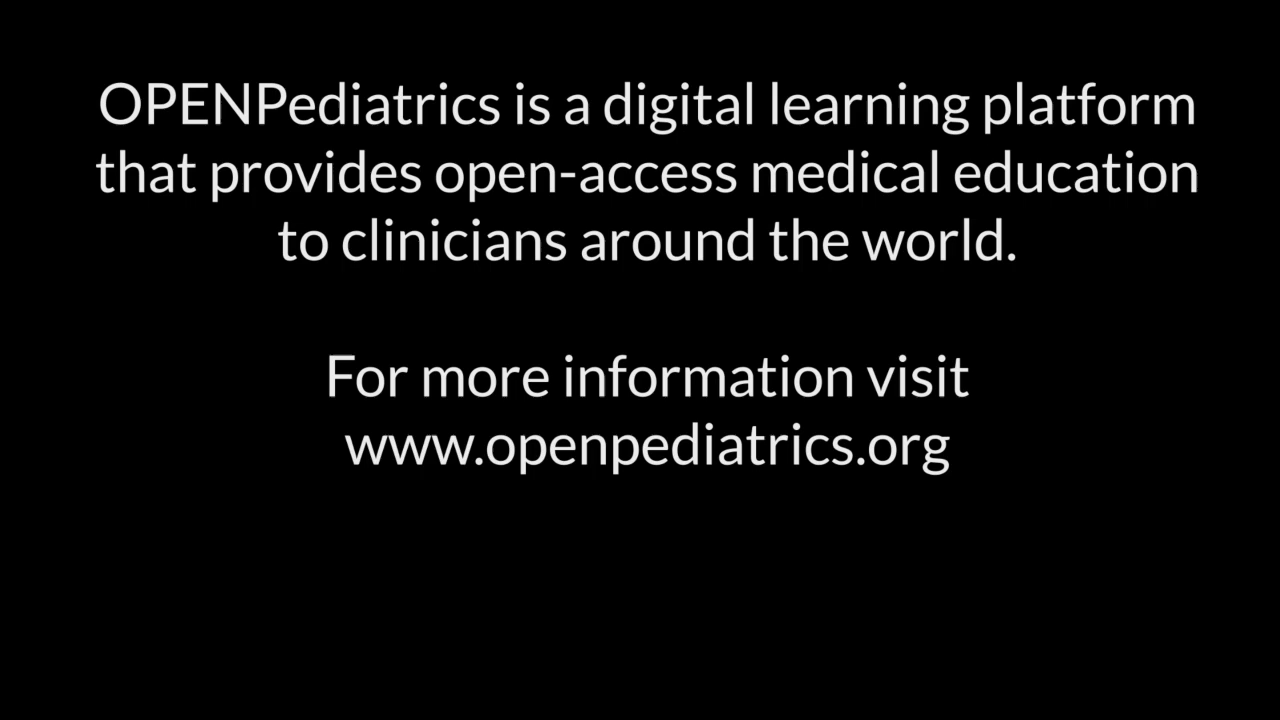 OPENPediatrics is a digital learning platform
that provides open-access medical education
to clinicians around the world.
For more information visit
www.openpediatrics.org